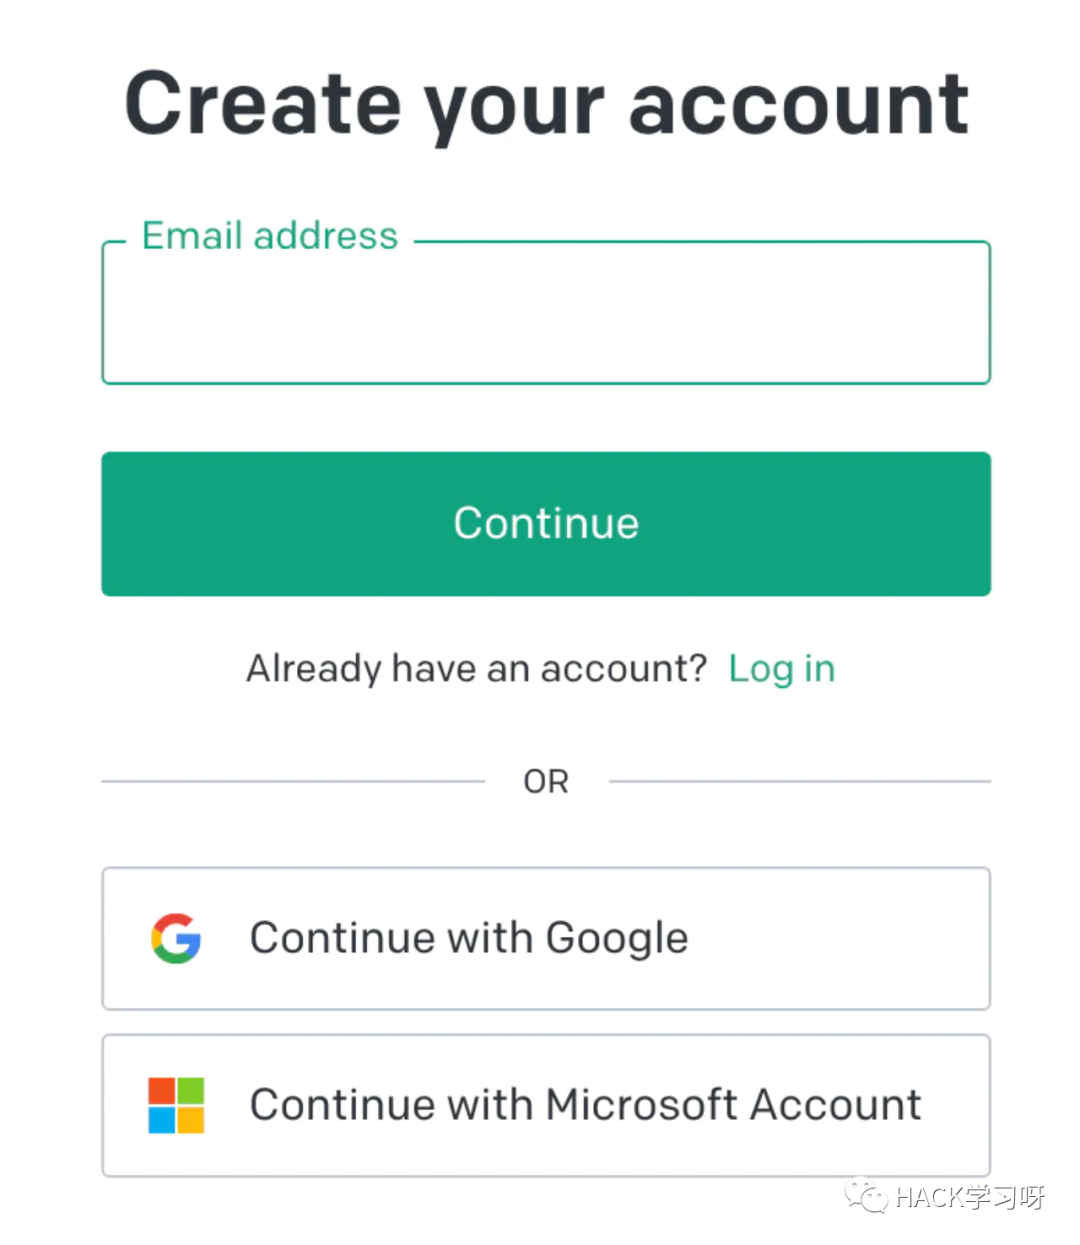 Create your account
Email address
Continue
Already have an account? Log in
OR
Continue with Google
Continue with Microsoft Account
HACK学习呀